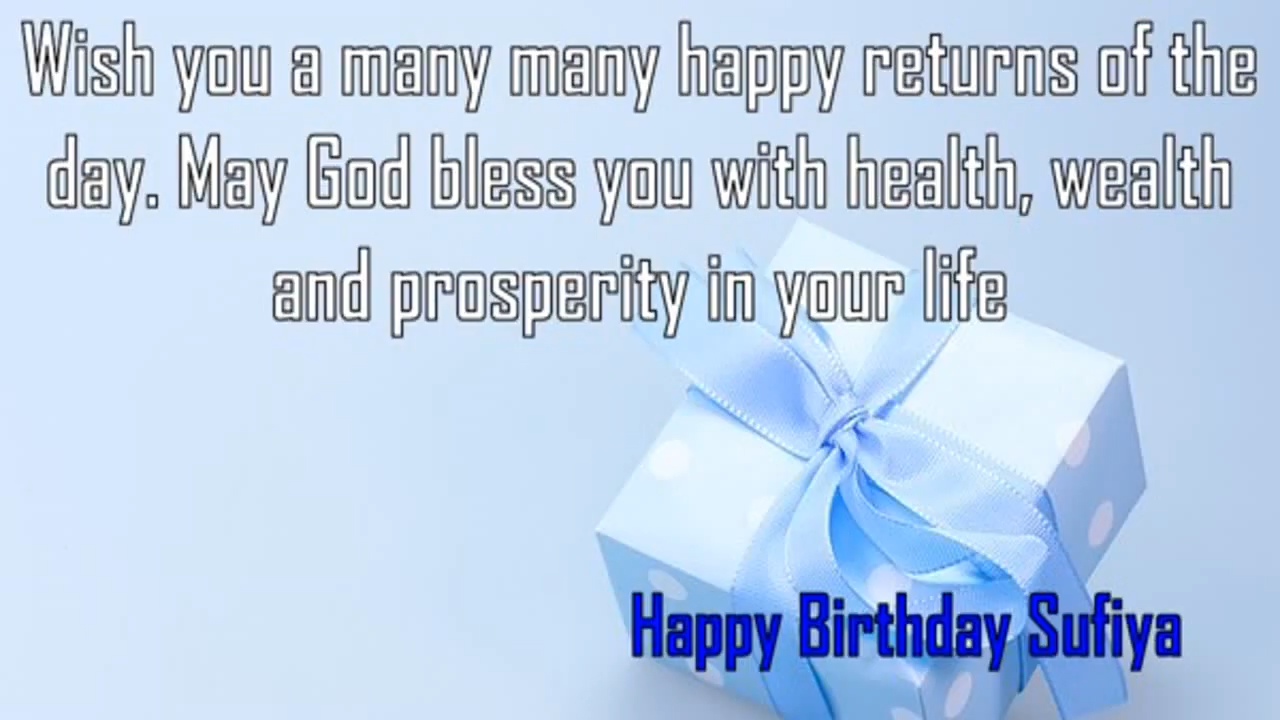 Wish you a many many happy returns of the
day. May God bless you with health, wealth
and prosperity in your life
Happy Birthday Sufiya